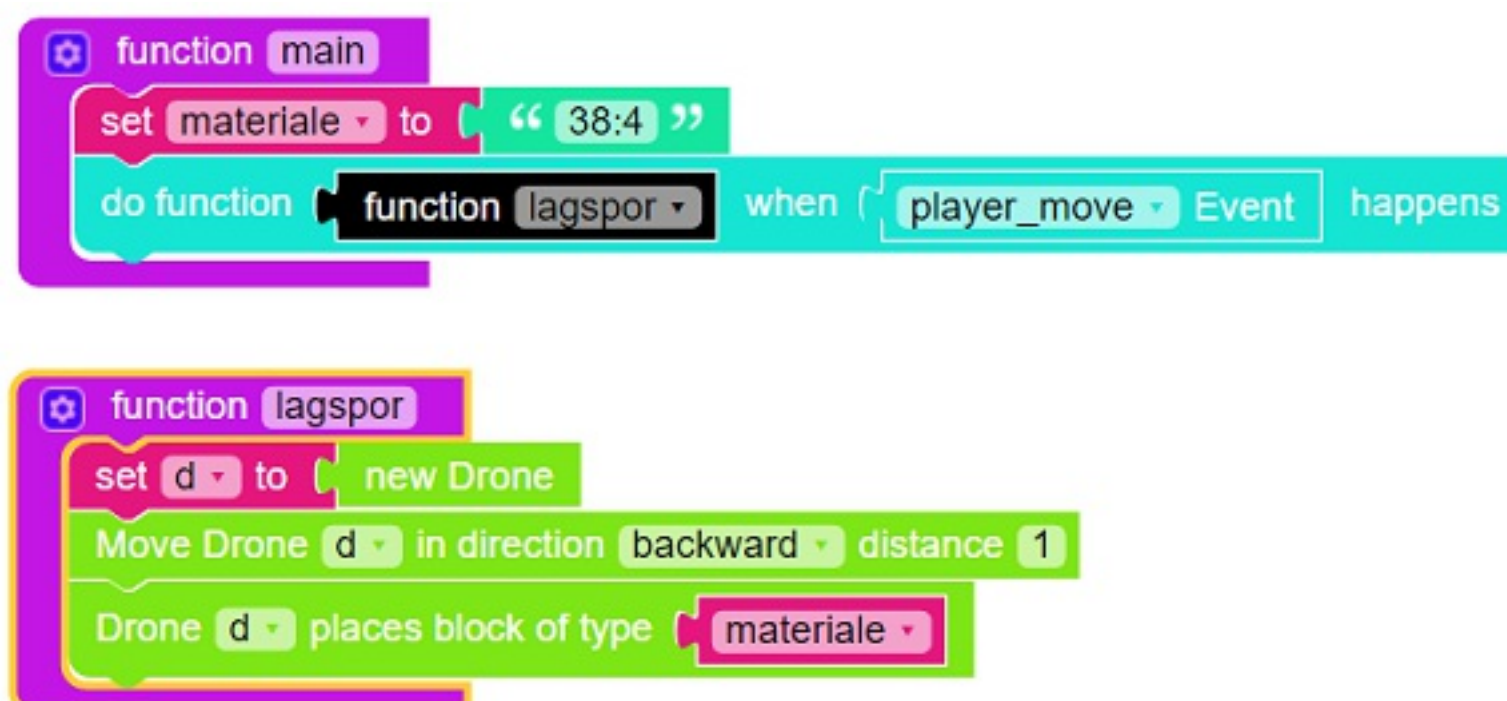 function main
set materiale to “ 38:4 ”
do function function lagspor when player_move Event happens
function lagspor
set d to new Drone
Move Drone d in direction backward distance 1
Drone d places block of type materiale